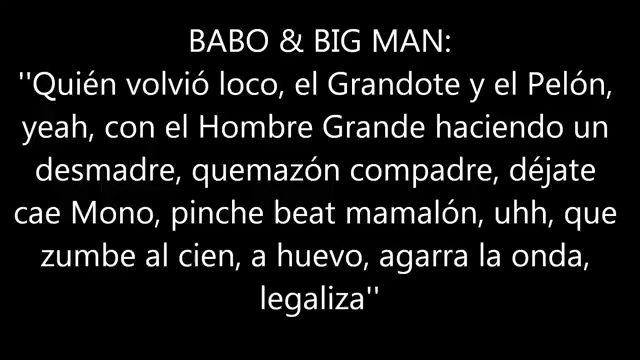 BABO & BIG MAN:
''Quién volvió loco, el Grandote y el Pelón,
yeah, con el Hombre Grande haciendo un
desmadre, quemazón compadre, déjate
cae Mono, pinche beat mamalón, uhh, que
zumbe al cien, a huevo, agarra la onda,
legaliza''